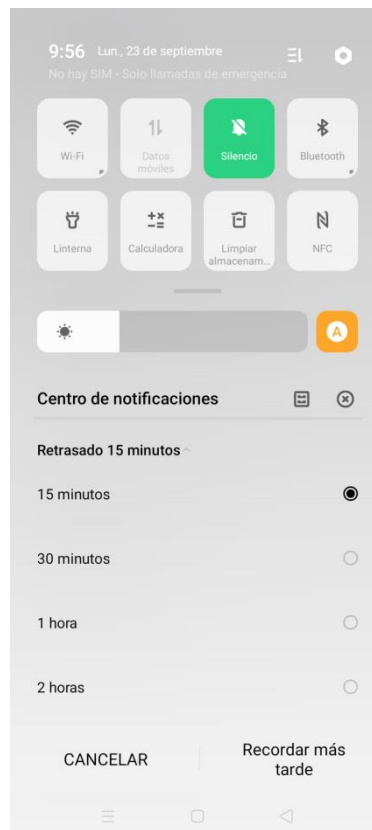 9:56 Lun., 23 de septiembre
No hay SIM - Solo llamadas de emergencia
Wi-Fi
Datos
móviles
Silencio
Bluetooth
Linterna
Calculadora
Limpiar
almacenam...
NFC
A
Centro de notificaciones
Retrasado 15 minutos
15 minutos
30 minutos
1 hora
2 horas
CANCELAR
Recordar más
tarde